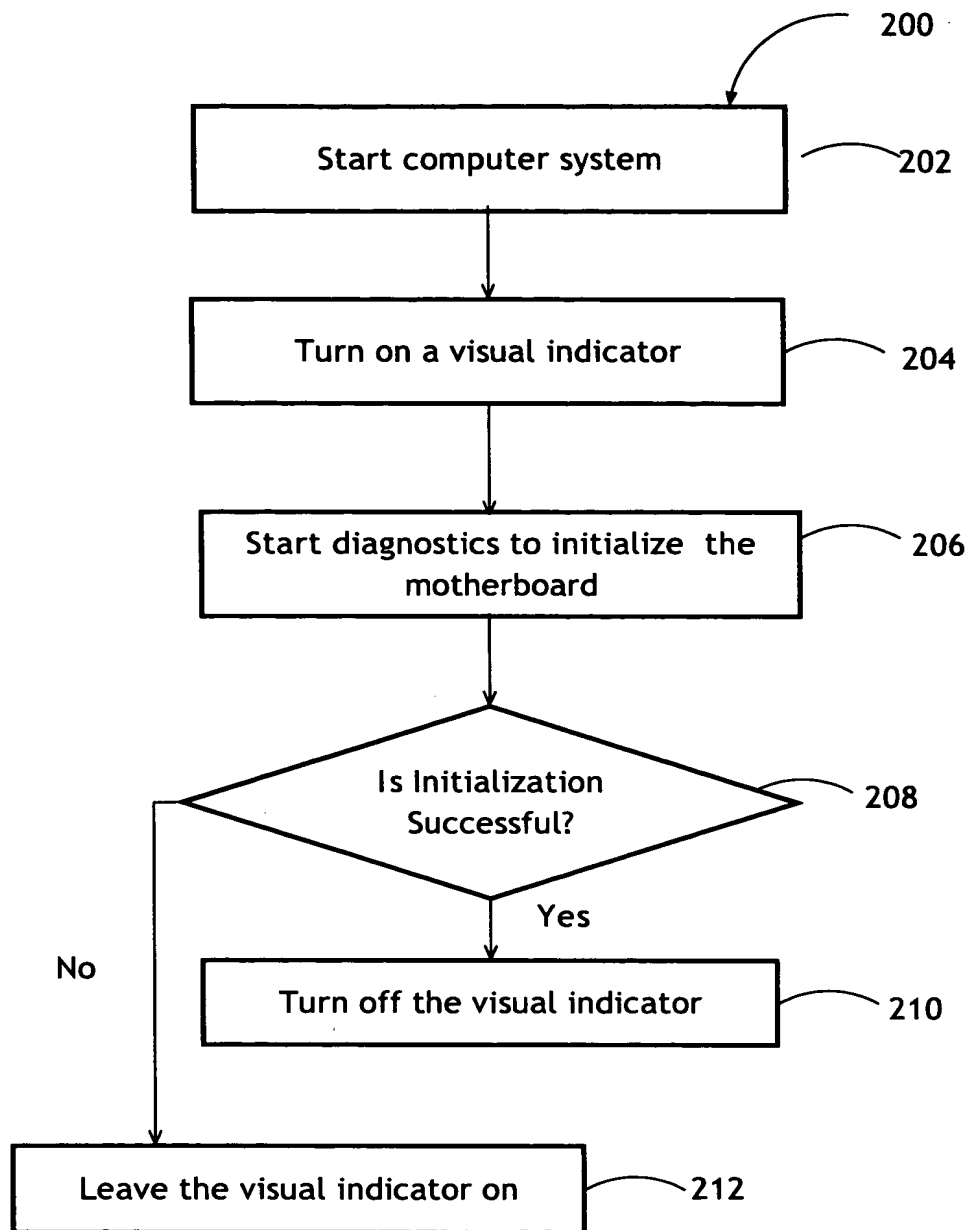 200
Start computer system
202
Turn on a visual indicator
204
Start diagnostics to initialize the
motherboard
206
Is Initialization
Successful?
208
Yes
No
Turn off the visual indicator
210
Leave the visual indicator on
212